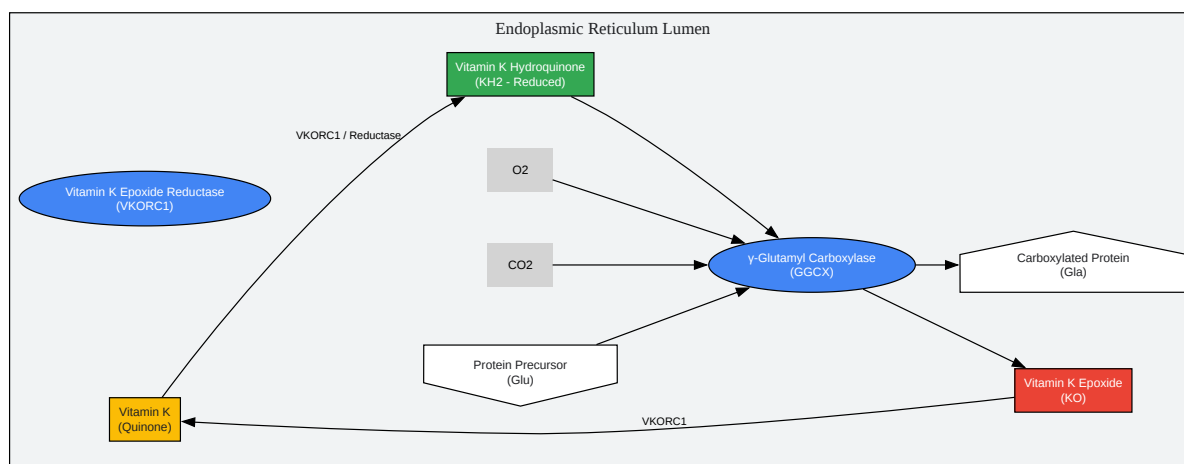 Endoplasmic Reticulum Lumen
Vitamin K Hydroquinone
(KH2 - Reduced)
VKORC1 / Reductase
O2
Vitamin K Epoxide Reductase
(VKORC1)
γ-Glutamyl Carboxylase
(GGCX)
CO2
Carboxylated Protein
(Gla)
Protein Precursor
(Glu)
Vitamin K Epoxide
(KO)
Vitamin K
(Quinone)
VKORC1